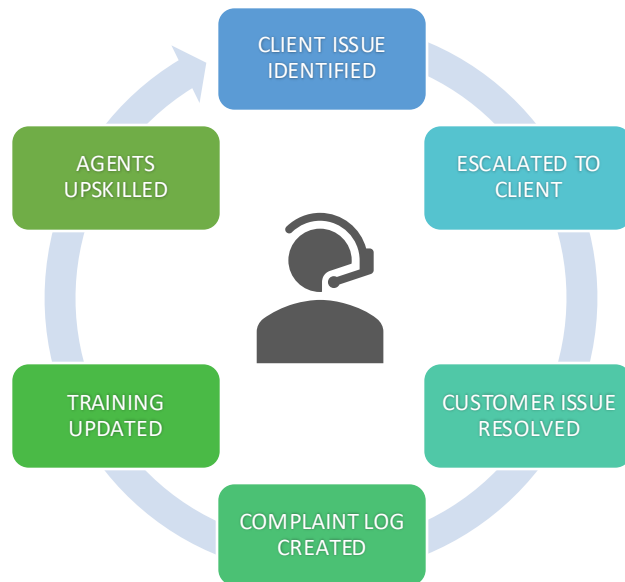 CLIENT ISSUE
IDENTIFIED
ESCALATED TO
CLIENT
CUSTOMER ISSUE
RESOLVED
COMPLAINT LOG
CREATED
TRAINING
UPDATED
AGENTS
UPSKILLED